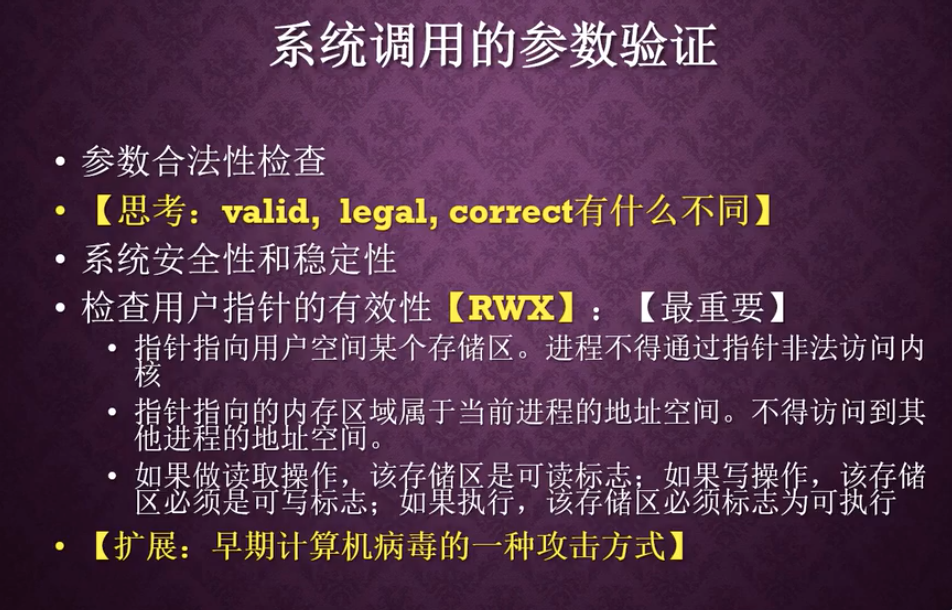 系统调用的参数验证
• 参数合法性检查
• 【思考：valid, legal, correct有什么不同】
• 系统安全性和稳定性
• 检查用户指针的有效性【RWX】：【最重要】
• 指针指向用户空间某个存储区。进程不得通过指针非法访问内
核
• 指针指向的内存区域属于当前进程的地址空间。不得访问到其
他进程的地址空间。
• 如果做读取操作，该存储区是可读标志；如果写操作，该存储
区必须是可写标志；如果执行，该存储区必须标志为可执行
• 【扩展：早期计算机病毒的一种攻击方式】